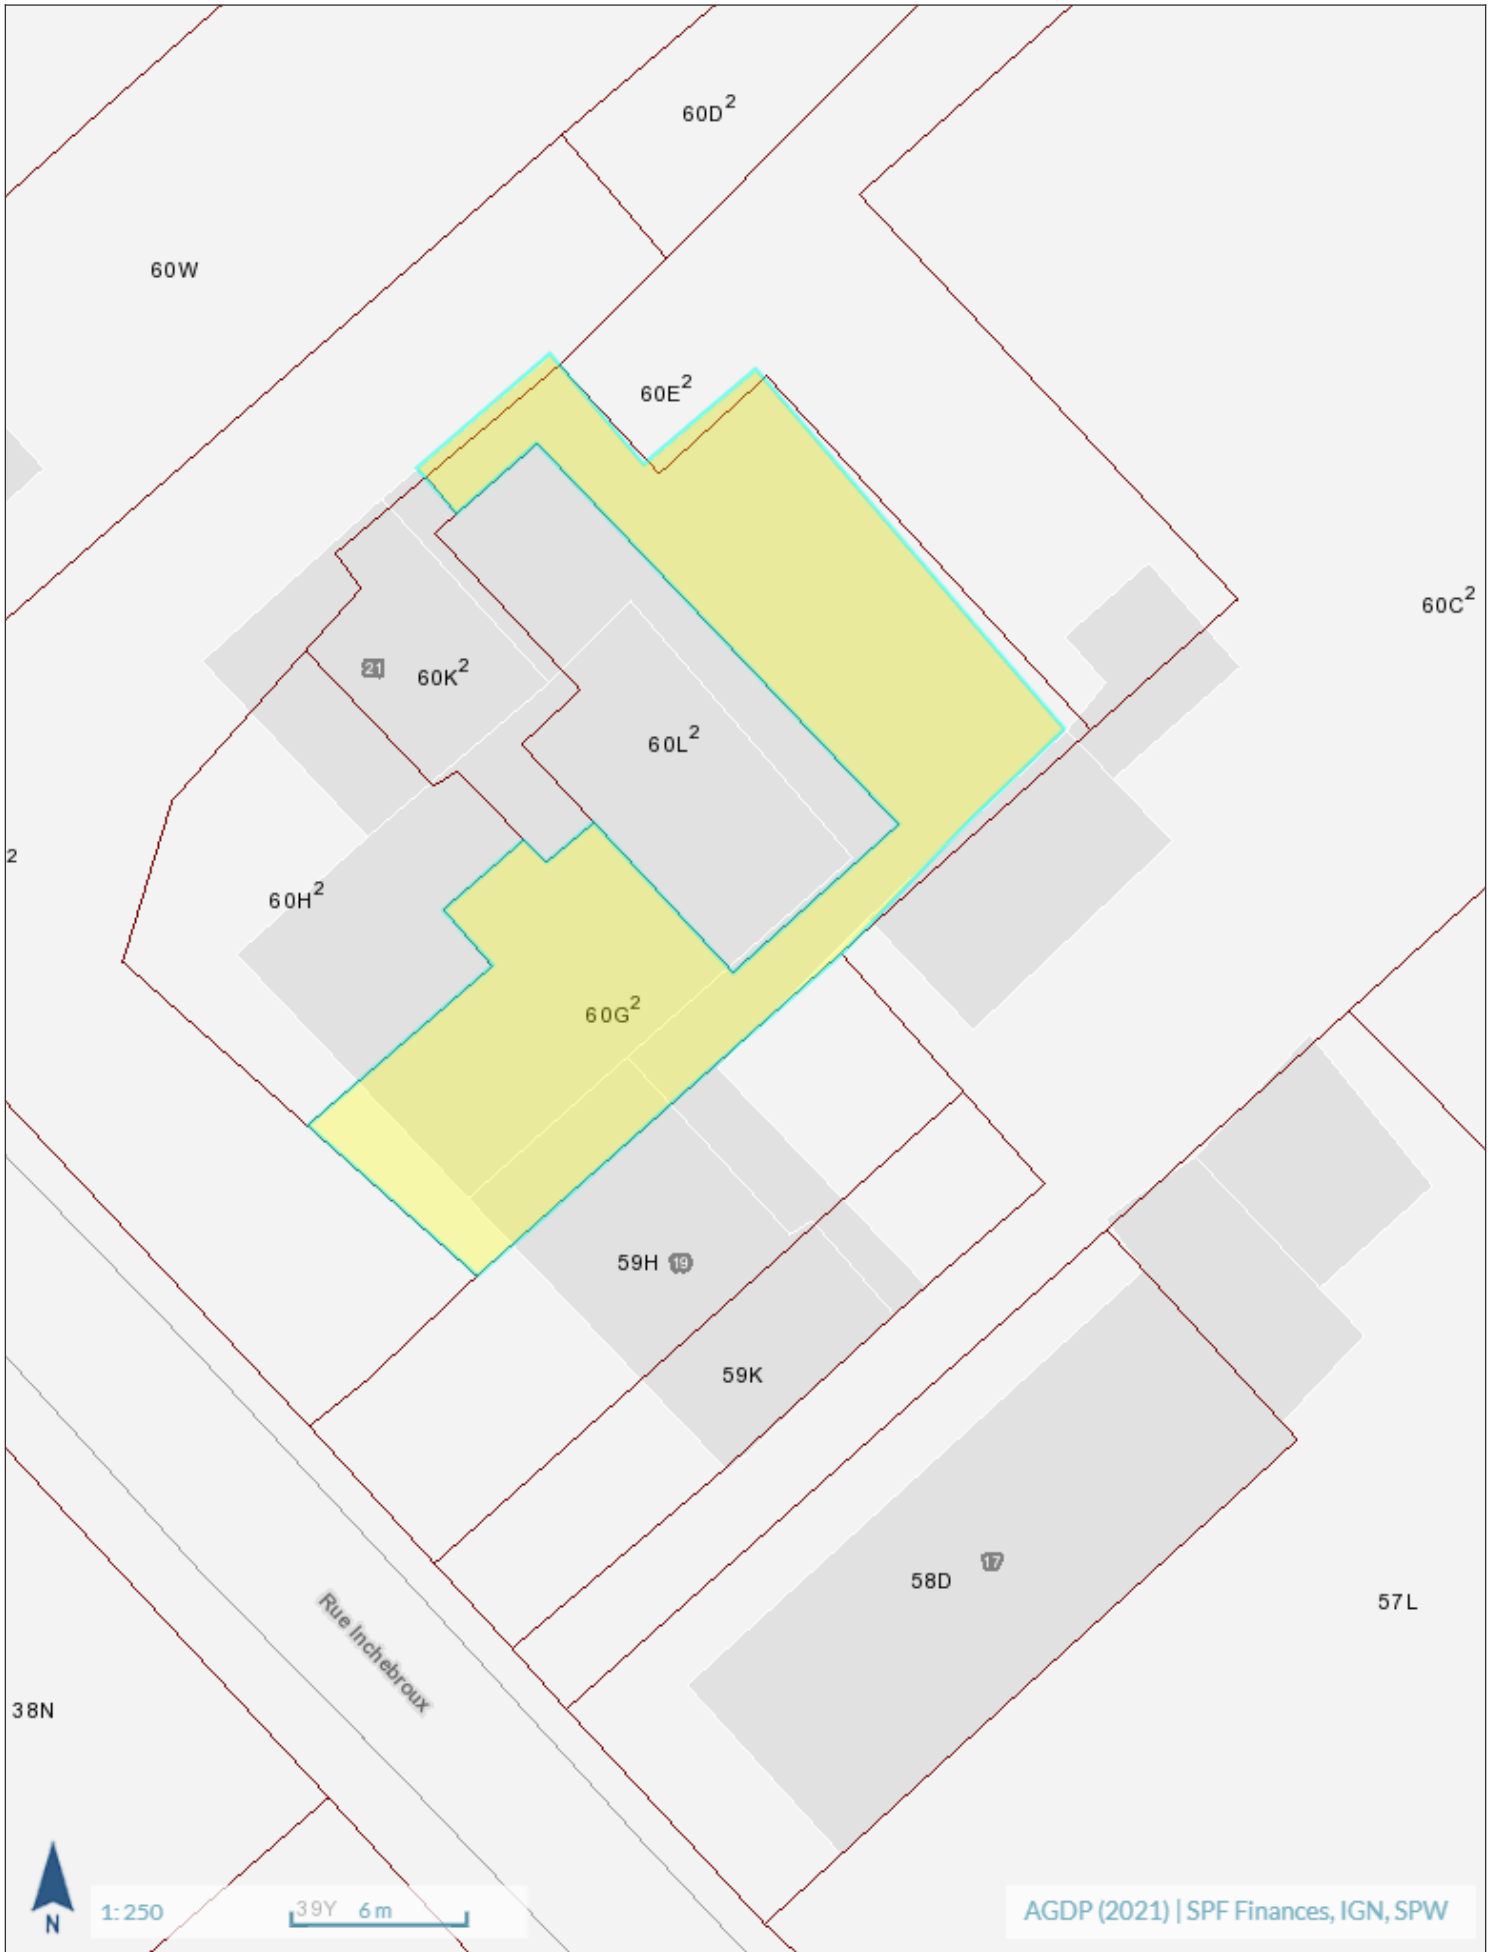 60D²
60W
60E²
60C²
21
60K²
60L²
2
60H²
60G²
59H 19
59K
17
58D
57L
Rue Inchebroux
38N
N
1:250
39Y
6 m
AGDP (2021) | SPF Finances, IGN, SPW